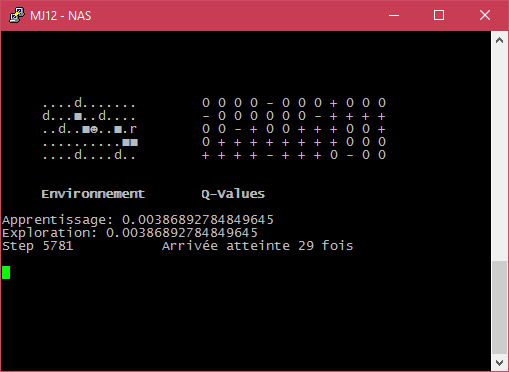 MJ12 - NAS
....d....... 0 0 0 0 - 0 0 0 + 0 0 0
d...■..d.... - 0 0 0 0 0 0 - + + + +
..d..■☻..■.r 0 0 - + 0 0 + + + 0 0 +
..........■■ 0 + + + + + + + + 0 0 0
....d....d.. + + + + - + + + 0 - 0 0
Environnement Q-Values
Apprentissage: 0.00386892784849645
Exploration: 0.00386892784849645
Step 5781 Arrivée atteinte 29 fois